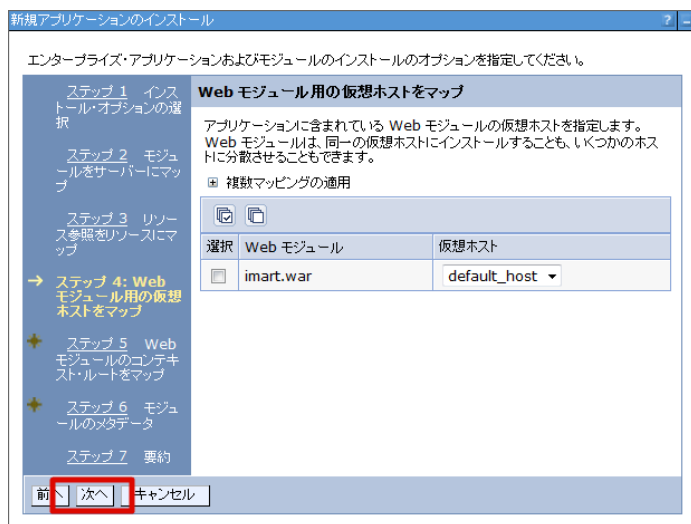 新規アプリケーションのインストール
エンタープライズ・アプリケーションおよびモジュールのインストールのオプションを指定してください。
ステップ 1 インス
トール・オプションの選
択
ステップ 2 モジュ
ールをサーバーにマッ
プ
ステップ 3 リソー
ス参照をリソースにマ
ップ
ステップ 4: Web
モジュール用の仮想
ホストをマップ
ステップ 5 Web
モジュールのコンテキ
スト・ルートをマップ
ステップ 6 モジュ
ールのメタデータ
ステップ 7 要約
Web モジュール用の仮想ホストをマップ
アプリケーションに含まれている Web モジュールの仮想ホストを指定します。
Web モジュールは、同一の仮想ホストにインストールすることも、いくつかのホス
トに分散させることもできます。
複数マッピングの適用
選択 Web モジュール 仮想ホスト
imart.war default_host
前へ 次へ キャンセル